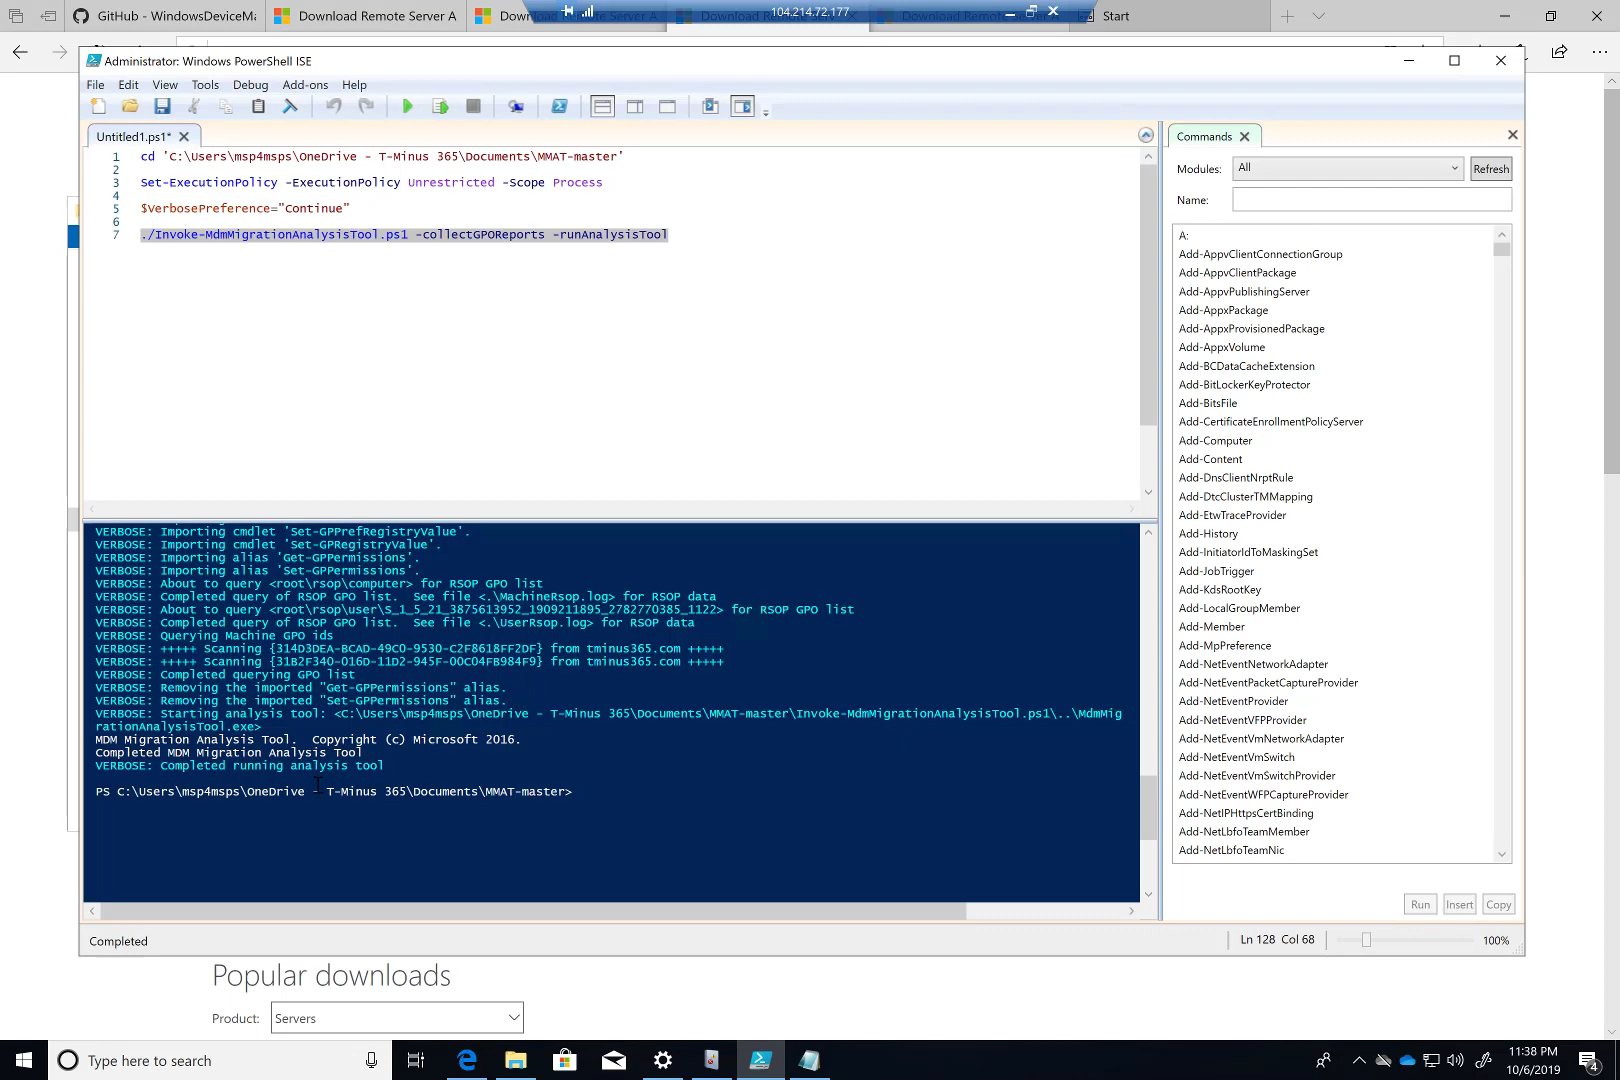 GitHub - WindowsDeviceMa
Download Remote Server A
Dow
Download Remote Server A
Download Remote Server A
104.214.72.177
Start
Administrator: Windows PowerShell ISE
File Edit View Tools Debug Add-ons Help
Untitled1.ps1*
1 cd 'C:\Users\msp4msps\OneDrive - T-Minus 365\Documents\MMAT-master'
2
3 Set-ExecutionPolicy -ExecutionPolicy Unrestricted -Scope Process
4
5 $VerbosePreference="Continue"
6
7 ./Invoke-MdmMigrationAnalysisTool.ps1 -collectGPOReports -runAnalysisTool
VERBOSE: Importing cmdlet 'Set-GPPrefRegistryValue'.
VERBOSE: Importing cmdlet 'Set-GPRegistryValue'.
VERBOSE: Importing alias 'Get-GPPermissions'.
VERBOSE: Importing alias 'Set-GPPermissions'.
VERBOSE: About to query <root\rsop\computer> for RSOP GPO list
VERBOSE: Completed query of RSOP GPO list.  See file <.\MachineRsop.log> for RSOP data
VERBOSE: About to query <root\rsop\user\S_1_5_21_3875613952_1909211895_2782770385_1122> for RSOP GPO list
VERBOSE: Completed query of RSOP GPO list.  See file <.\UserRsop.log> for RSOP data
VERBOSE: Querying Machine GPO ids
VERBOSE: +++++ Scanning {314D3DEA-BCAD-49C0-9530-C2F8618FF2DF} from tminus365.com +++++
VERBOSE: +++++ Scanning {31B2F340-016D-11D2-945F-00C04FB984F9} from tminus365.com +++++
VERBOSE: Completed querying GPO list
VERBOSE: Removing the imported "Get-GPPermissions" alias.
VERBOSE: Removing the imported "Set-GPPermissions" alias.
VERBOSE: Starting analysis tool: <C:\Users\msp4msps\OneDrive - T-Minus 365\Documents\MMAT-master\Invoke-MdmMigrationAnalysisTool.ps1\..\MdmMig
rationAnalysisTool.exe>
MDM Migration Analysis Tool.  Copyright (c) Microsoft 2016.
Completed MDM Migration Analysis Tool
VERBOSE: Completed running analysis tool
PS C:\Users\msp4msps\OneDrive - T-Minus 365\Documents\MMAT-master>
Completed
Ln 128 Col 68
100%
Commands
Modules: All Refresh
Name:
A:
Add-AppvClientConnectionGroup
Add-AppvClientPackage
Add-AppvPublishingServer
Add-AppxPackage
Add-AppxProvisionedPackage
Add-AppxVolume
Add-BCDataCacheExtension
Add-BitLockerKeyProtector
Add-BitsFile
Add-CertificateEnrollmentPolicyServer
Add-Computer
Add-Content
Add-DnsClientNrptRule
Add-DtcClusterTMMapping
Add-EtwTraceProvider
Add-History
Add-InitiatorIdToMaskingSet
Add-JobTrigger
Add-KdsRootKey
Add-LocalGroupMember
Add-Member
Add-MpPreference
Add-NetEventNetworkAdapter
Add-NetEventPacketCaptureProvider
Add-NetEventProvider
Add-NetEventVFPProvider
Add-NetEventVmNetworkAdapter
Add-NetEventVmSwitch
Add-NetEventVmSwitchProvider
Add-NetEventWFPCaptureProvider
Add-NetIPHttpsCertBinding
Add-NetLbfoTeamMember
Add-NetLbfoTeamNic
Run Insert Copy
Popular downloads
Product: Servers
Type here to search
11:38 PM
10/6/2019
4